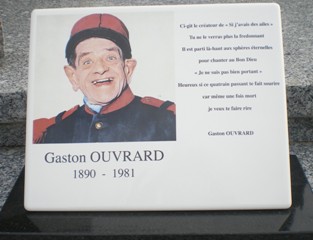 Ci-gît le créateur de « Si j'avais des ailes »
Tu ne le verras plus la fredonnant
Il est parti là-haut aux sphères éternelles
pour chanter au Bon Dieu
« Je ne suis pas bien portant »
Heureux si ce quatrain passant te fait sourire
car même une fois mort
je veux te faire rire
Gaston OUVRARD
Gaston OUVRARD
1890 - 1981